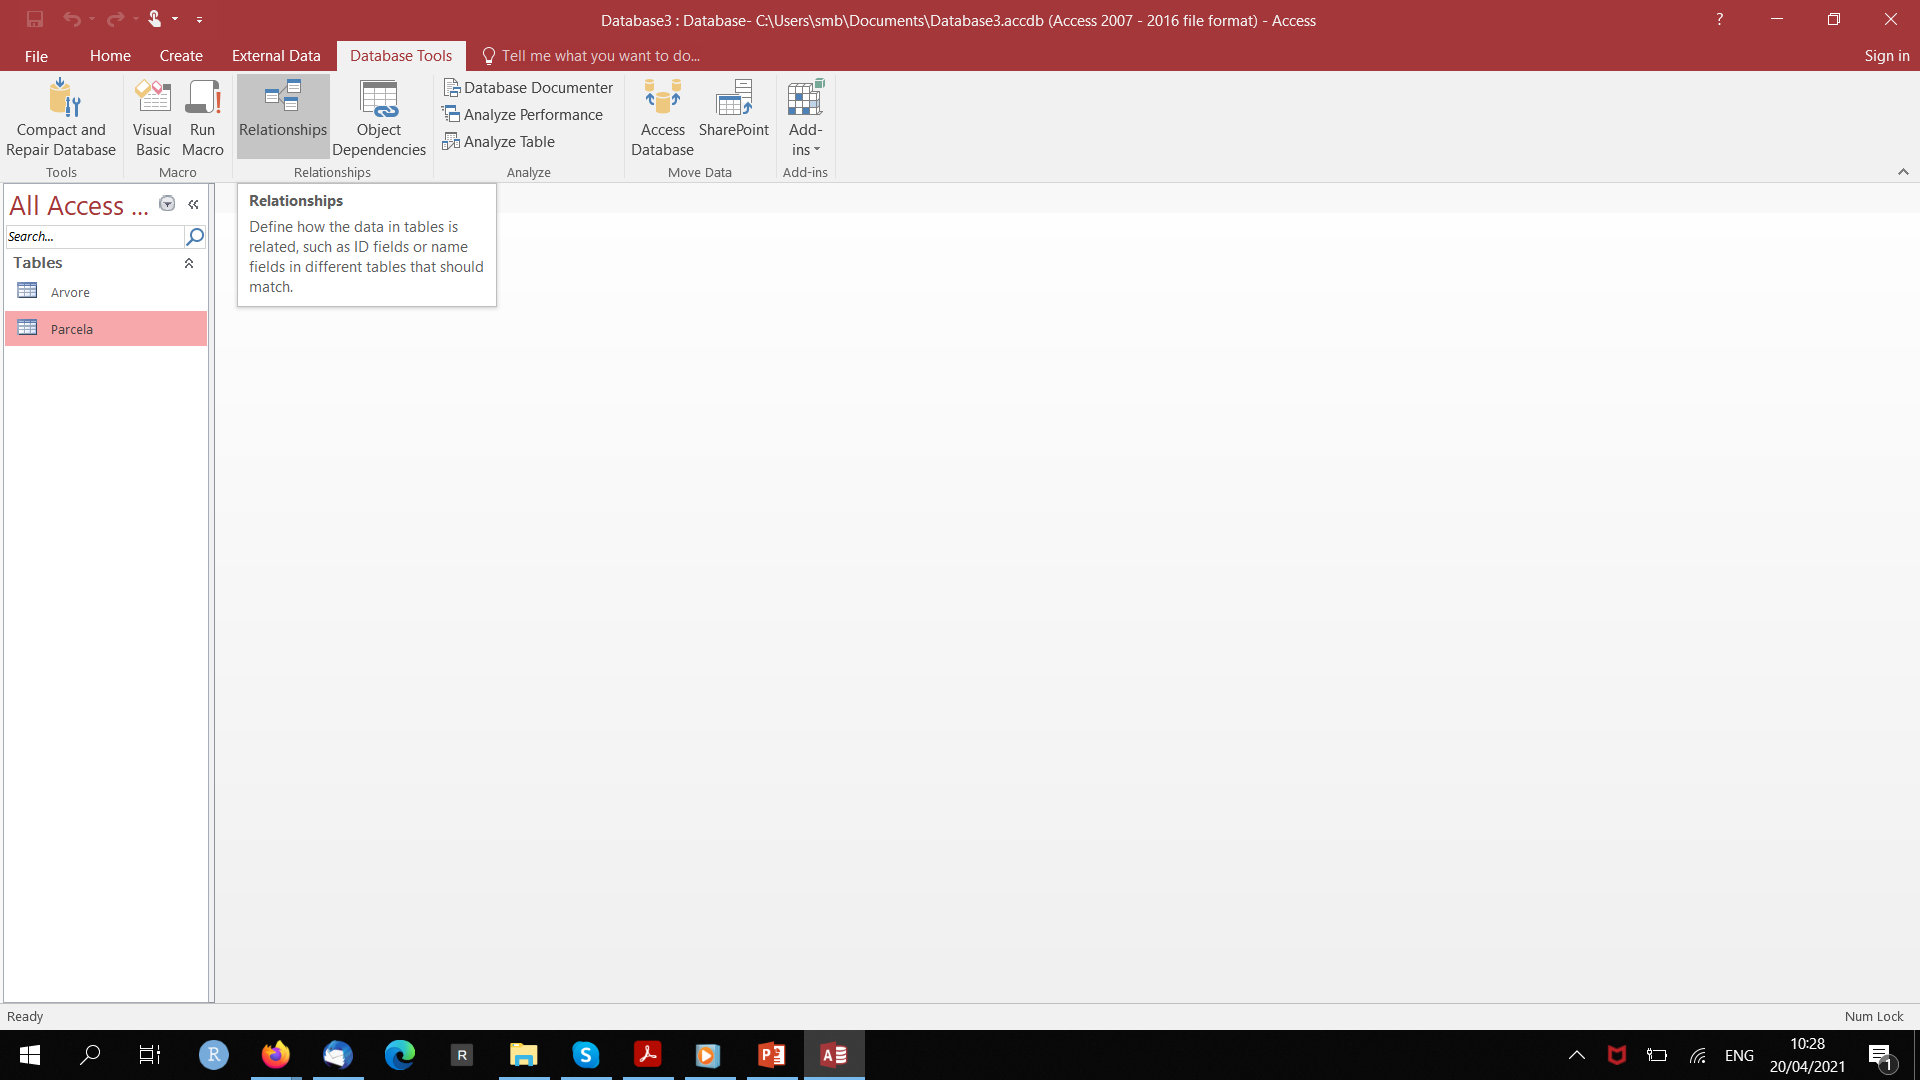 Database3 : Database- C:\Users\smb\Documents\Database3.accdb (Access 2007 - 2016 file format) - Access
?
File Home Create External Data Database Tools Tell me what you want to do... Sign in
Compact and
Repair Database
Tools
Visual
Basic
Run
Macro
Macro
Relationships
Object
Dependencies
Relationships
Database Documenter
Analyze Performance
Analyze Table
Analyze
Access
Database
SharePoint
Move Data
Add-
ins
Add-ins
All Access ...
Search...
Tables
Arvore
Parcela
Relationships
Define how the data in tables is
related, such as ID fields or name
fields in different tables that should
match.
Ready
Num Lock
R
R
S
P
A
ENG
10:28
20/04/2021
1